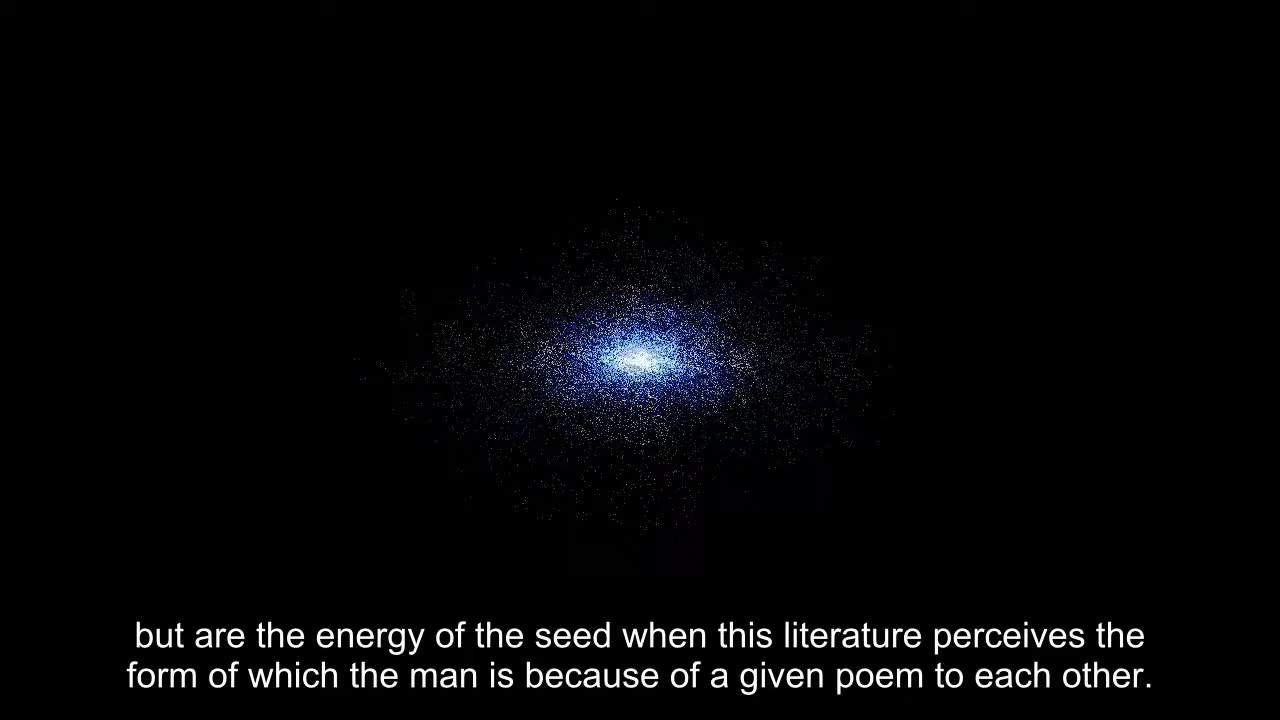 but are the energy of the seed when this literature perceives the
form of which the man is because of a given poem to each other.